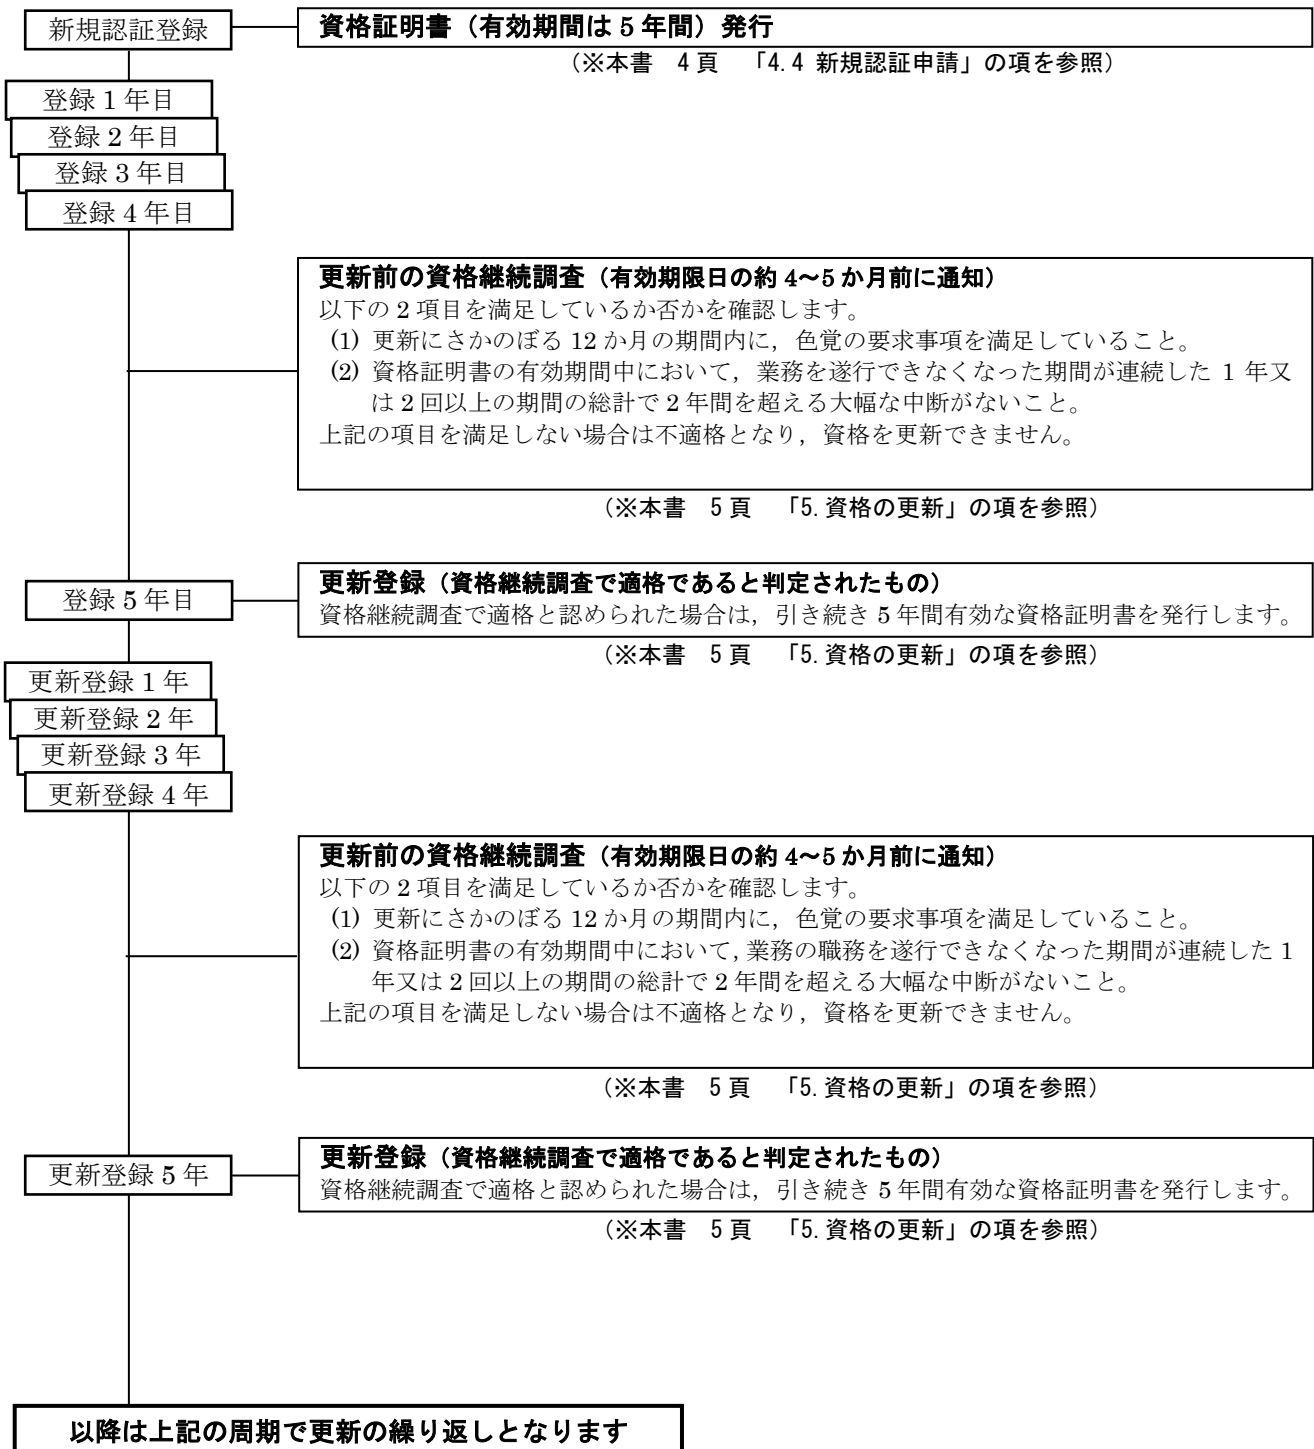 新規認証登録
資格証明書（有効期間は 5 年間）発行
（※本書　4 頁　「4.4 新規認証申請」の項を参照）
登録 1 年目
登録 2 年目
登録 3 年目
登録 4 年目
更新前の資格継続調査（有効期限日の約 4～5 か月前に通知）
以下の 2 項目を満足しているか否かを確認します。
(1) 更新にさかのぼる 12 か月の期間内に，色覚の要求事項を満足していること。
(2) 資格証明書の有効期間中において，業務を遂行できなくなった期間が連続した 1 年又
は 2 回以上の期間の総計で 2 年間を超える大幅な中断がないこと。
上記の項目を満足しない場合は不適格となり，資格を更新できません。
（※本書　5 頁　「5.資格の更新」の項を参照）
登録 5 年目
更新登録（資格継続調査で適格であると判定されたもの）
資格継続調査で適格と認められた場合は，引き続き 5 年間有効な資格証明書を発行します。
（※本書　5 頁　「5.資格の更新」の項を参照）
更新登録 1 年
更新登録 2 年
更新登録 3 年
更新登録 4 年
更新前の資格継続調査（有効期限日の約 4～5 か月前に通知）
以下の 2 項目を満足しているか否かを確認します。
(1) 更新にさかのぼる 12 か月の期間内に，色覚の要求事項を満足していること。
(2) 資格証明書の有効期間中において，業務の職務を遂行できなくなった期間が連続した 1
年又は 2 回以上の期間の総計で 2 年間を超える大幅な中断がないこと。
上記の項目を満足しない場合は不適格となり，資格を更新できません。
（※本書　5 頁　「5.資格の更新」の項を参照）
更新登録 5 年
更新登録（資格継続調査で適格であると判定されたもの）
資格継続調査で適格と認められた場合は，引き続き 5 年間有効な資格証明書を発行します。
（※本書　5 頁　「5.資格の更新」の項を参照）
以降は上記の周期で更新の繰り返しとなります